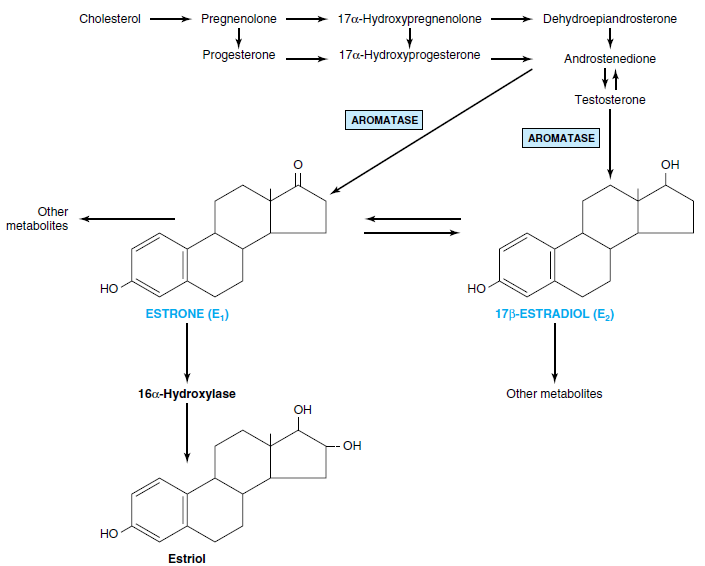 Cholesterol Pregnenolone 17α-Hydroxypregnenolone Dehydroepiandrosterone
Progesterone 17α-Hydroxyprogesterone Androstenedione
Testosterone
AROMATASE
AROMATASE
O
OH
Other
metabolites
HO
HO
ESTRONE (E₁)
17β-ESTRADIOL (E₂)
16α-Hydroxylase
Other metabolites
OH
OH
HO
Estriol